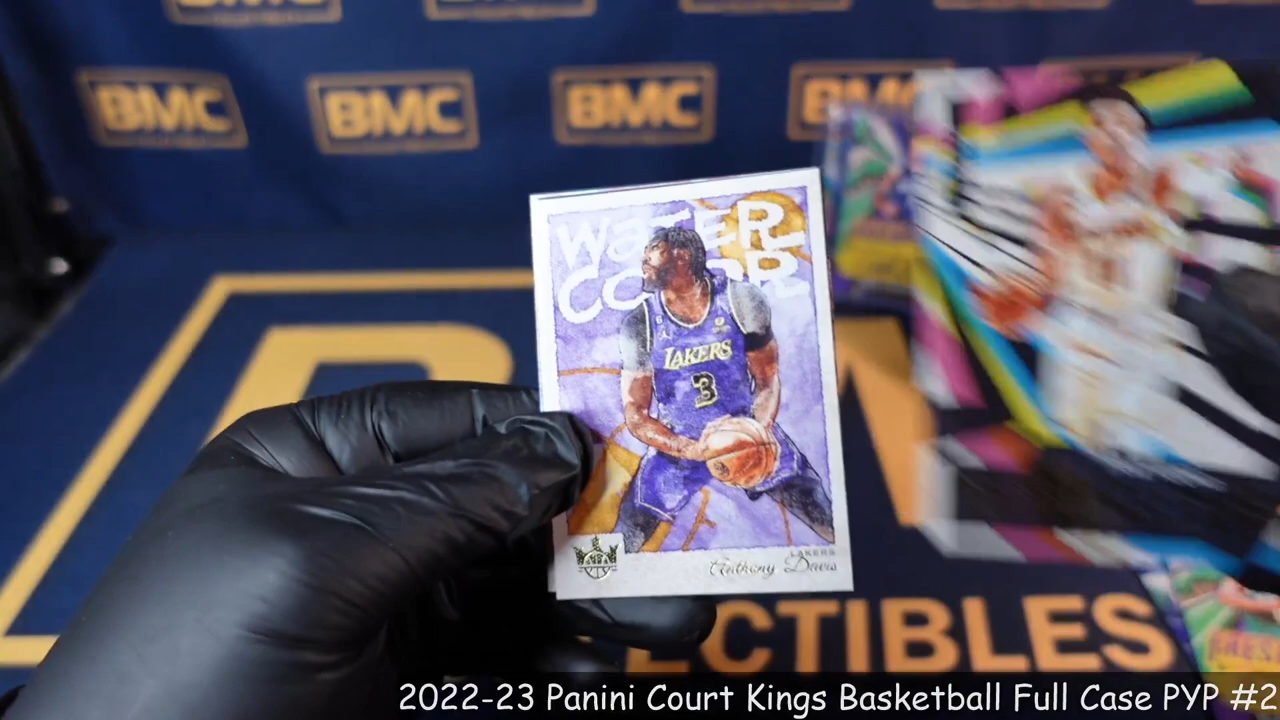 BMC
BMC
BMC
BMC
WATER
COLOR
LAKERS
3
LAKERS
Anthony Davis
ECTIBLES
2022-23 Panini Court Kings Basketball Full Case PYP #2